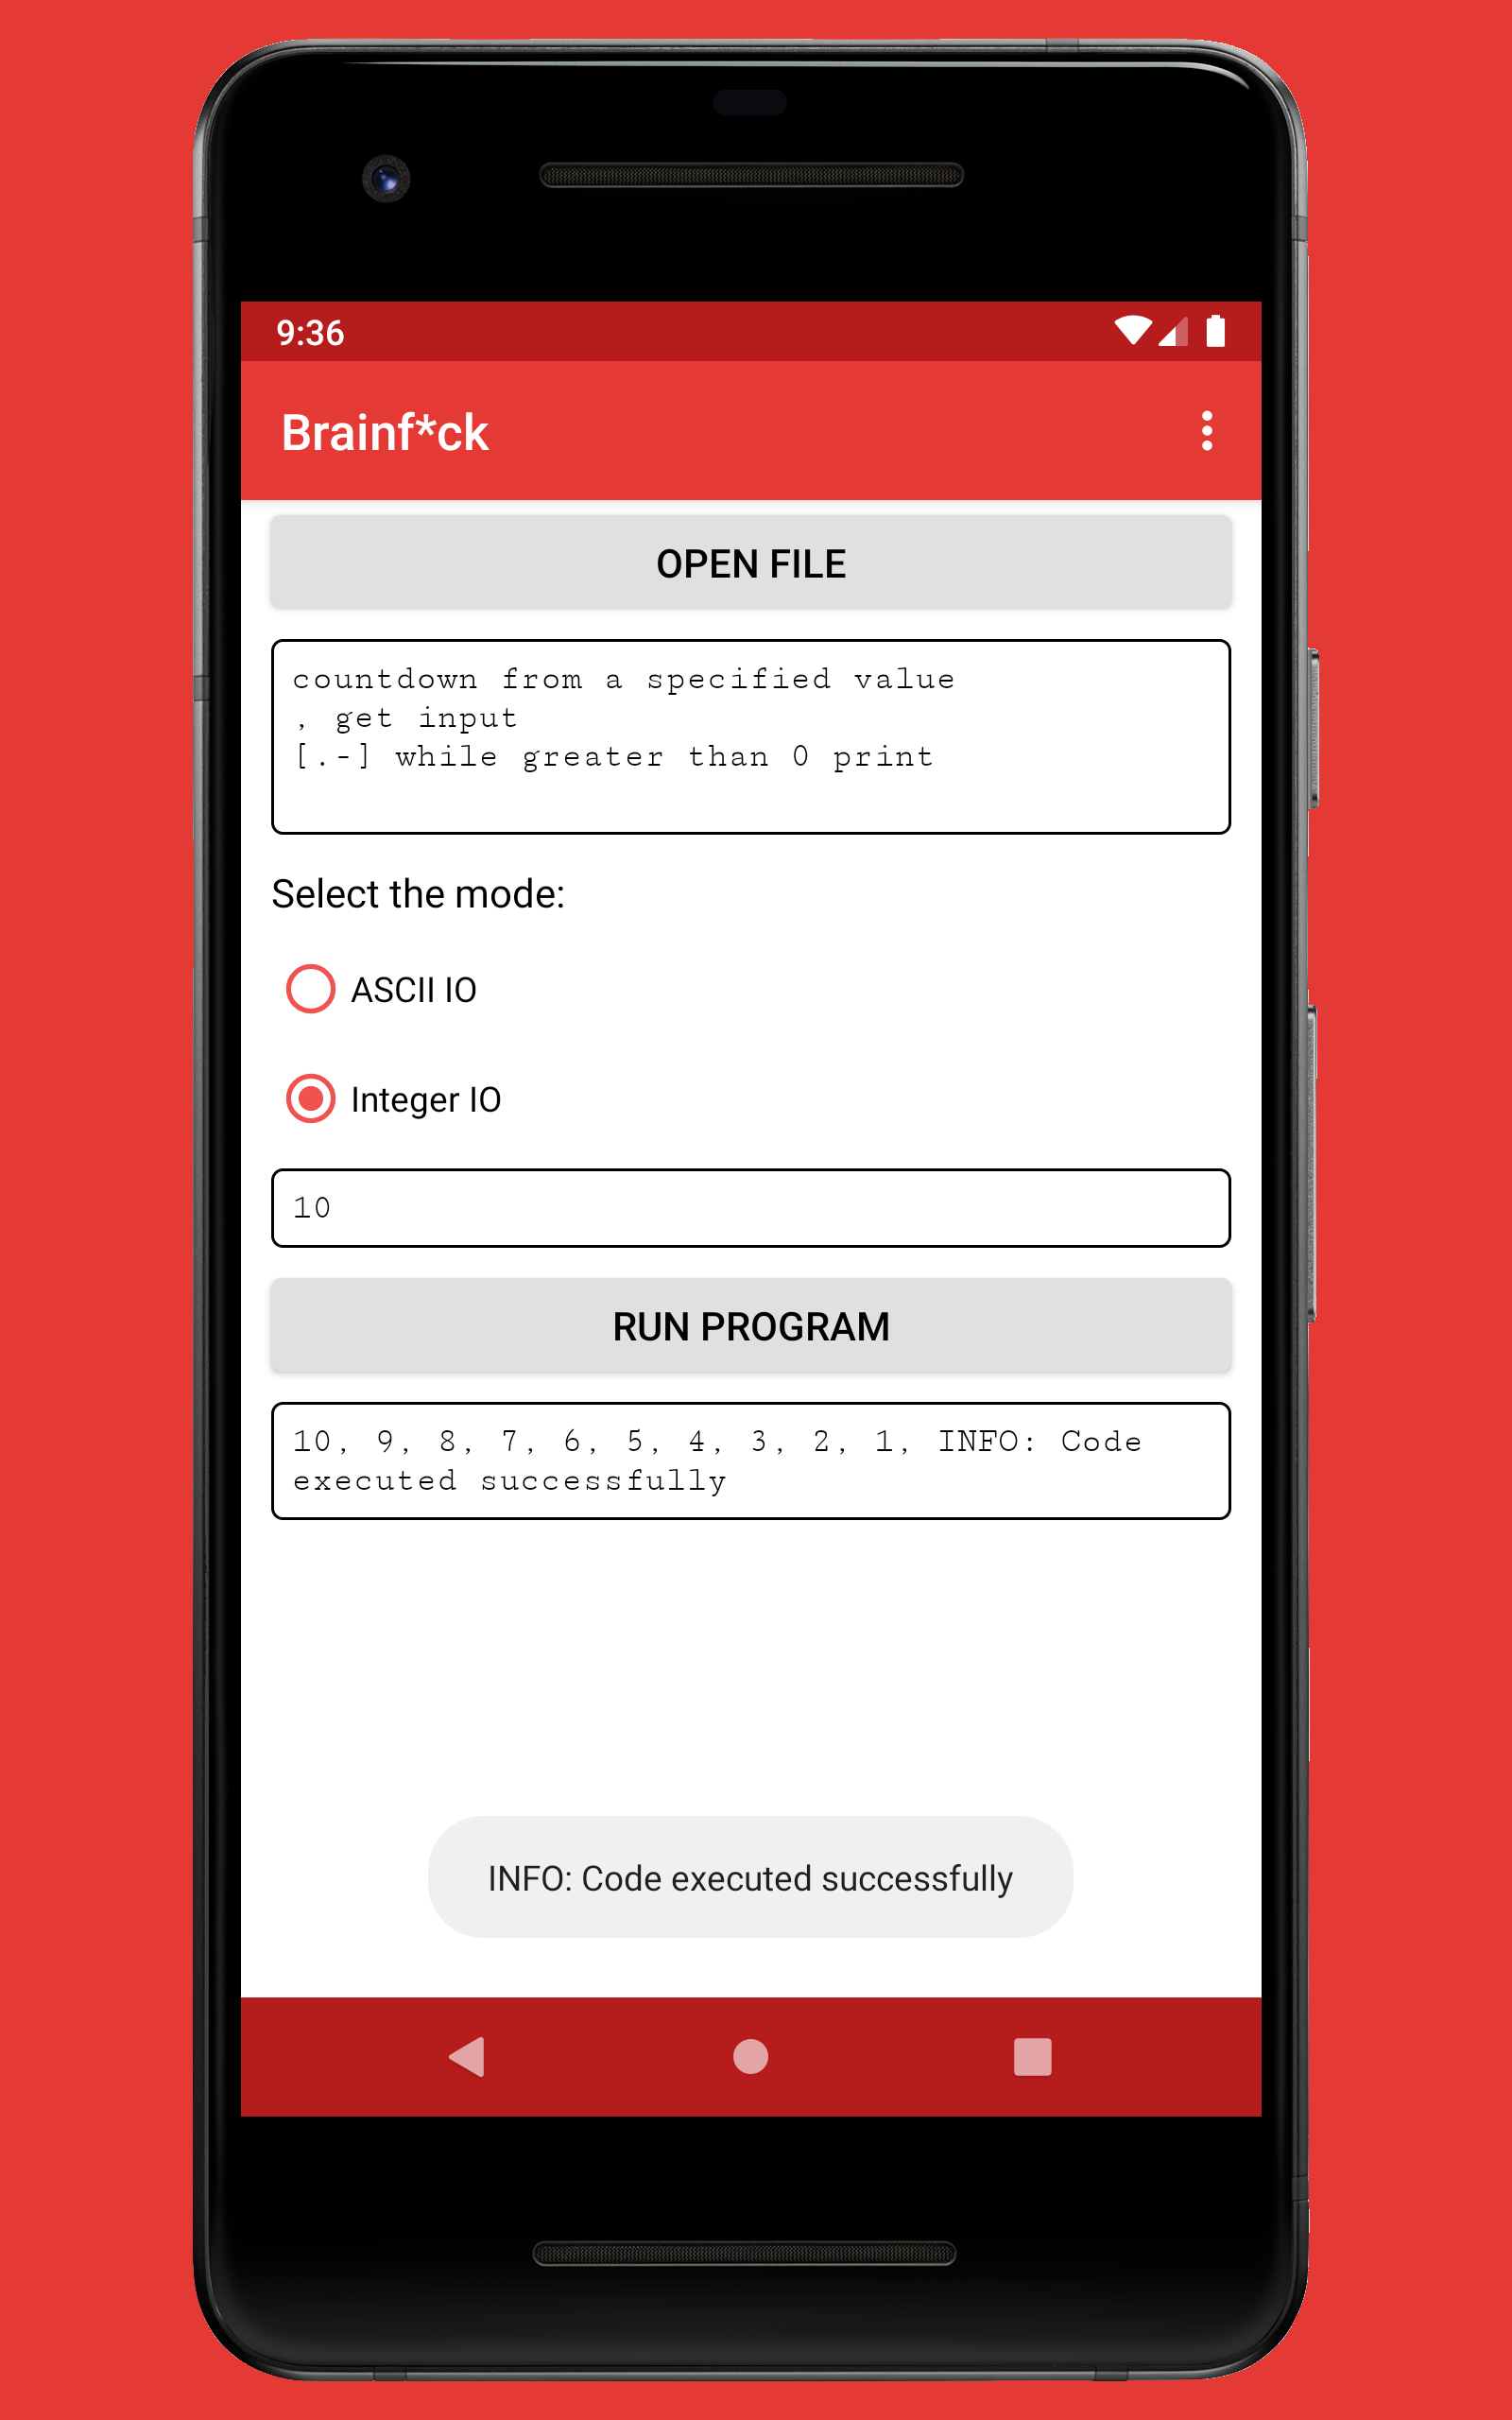 9:36
Brainf*ck
OPEN FILE
countdown from a specified value
, get input
[.-] while greater than 0 print
Select the mode:
ASCII IO
Integer IO
10
RUN PROGRAM
10, 9, 8, 7, 6, 5, 4, 3, 2, 1, INFO: Code
executed successfully
INFO: Code executed successfully